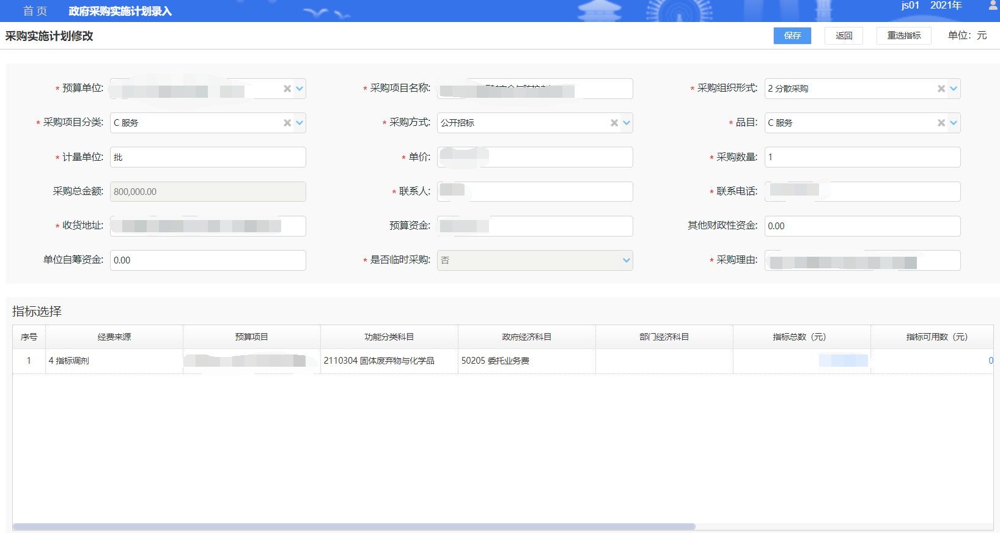 首页 政府采购实施计划录入 js01 2021年
采购实施计划修改 保存 返回 重选指标 单位：元
* 预算单位: * 采购项目名称: * 采购组织形式: 2 分散采购
* 采购项目分类: C 服务 * 采购方式: 公开招标 * 品目: C 服务
* 计量单位: 批 * 单价: * 采购数量: 1
采购总金额: 800,000.00 * 联系人: * 联系电话:
* 收货地址: 预算资金: 其他财政性资金: 0.00
单位自筹资金: 0.00 * 是否临时采购: 否 * 采购理由:
指标选择
序号 经费来源 预算项目 功能分类科目 政府经济科目 部门经济科目 指标总数（元） 指标可用数（元）
1 4 指标调剂 2110304 固体废弃物与化学品 50205 委托业务费 0